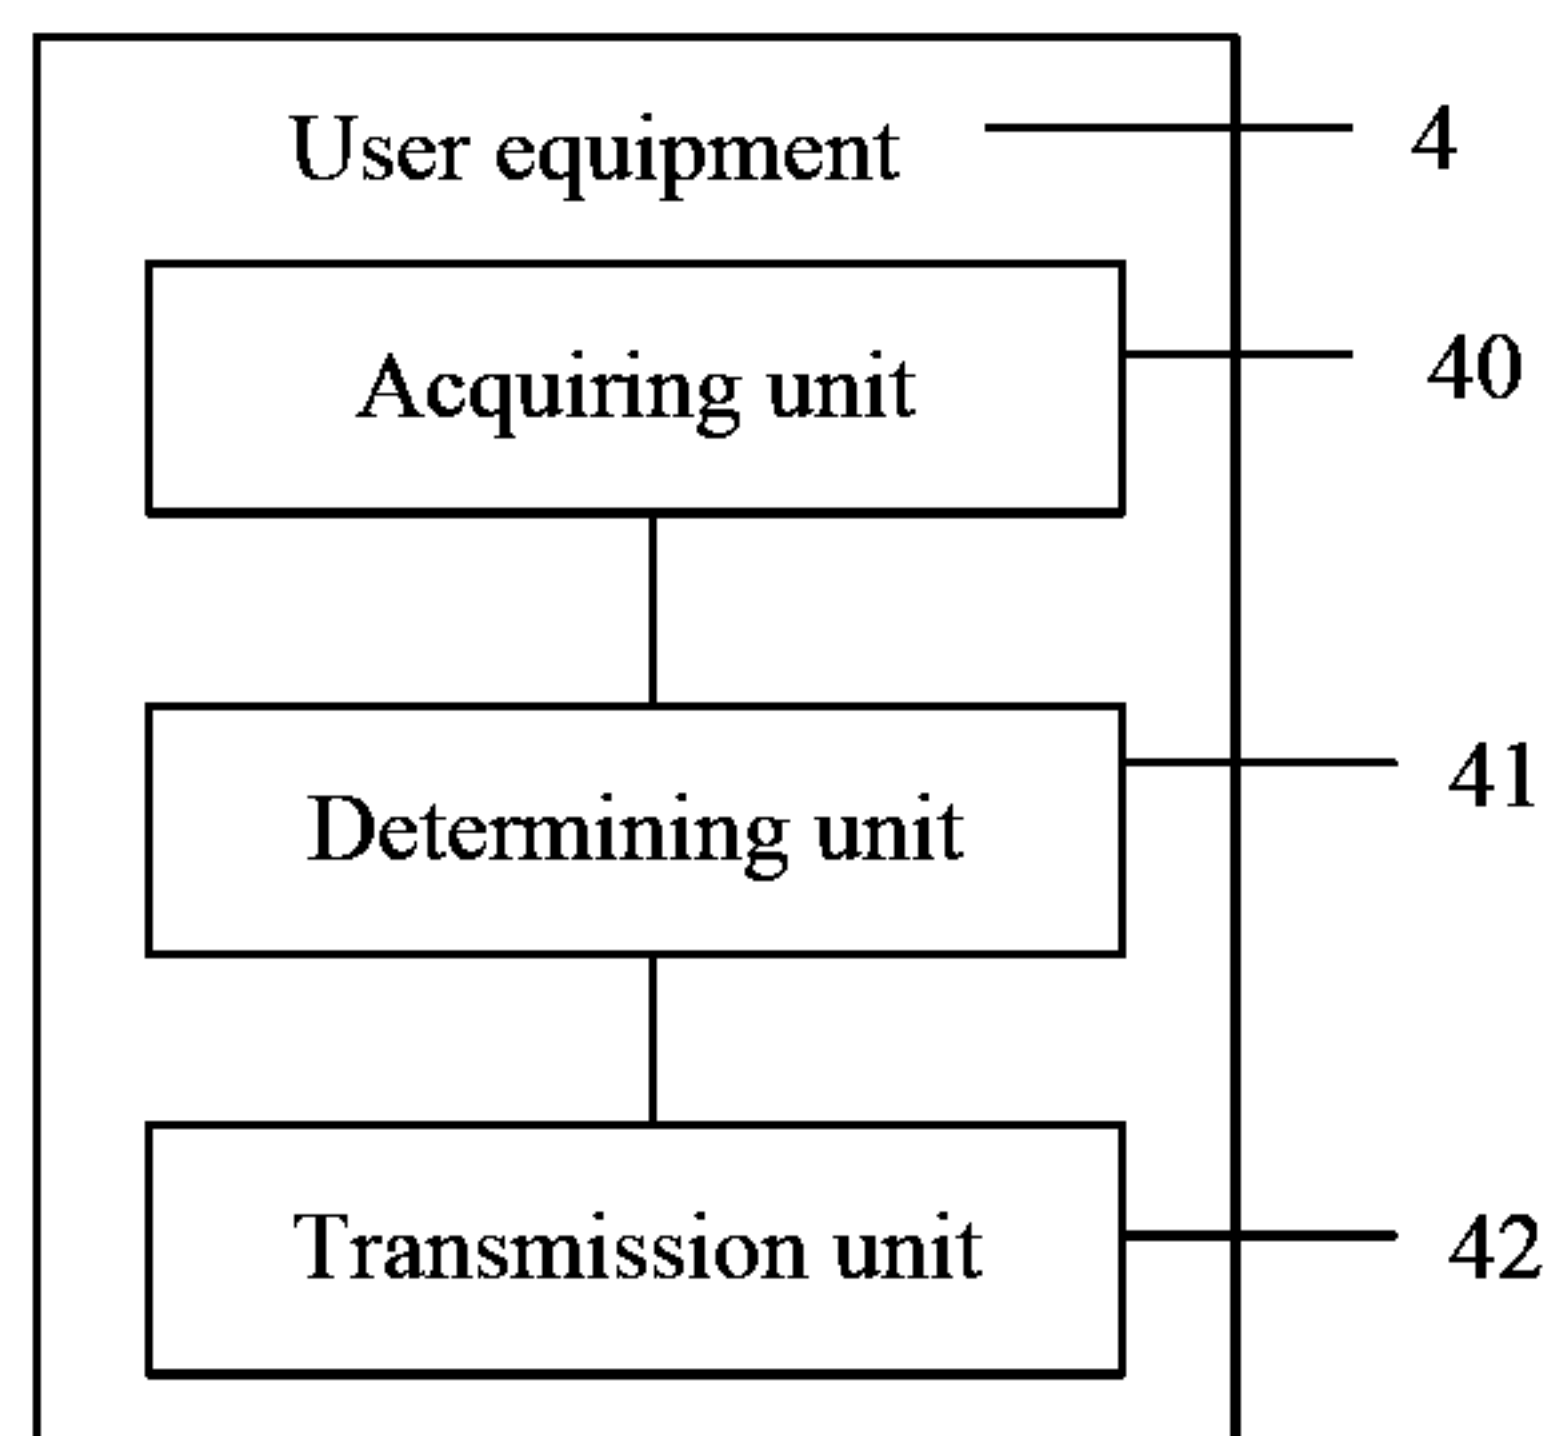 User equipment 4
Acquiring unit 40
Determining unit 41
Transmission unit 42